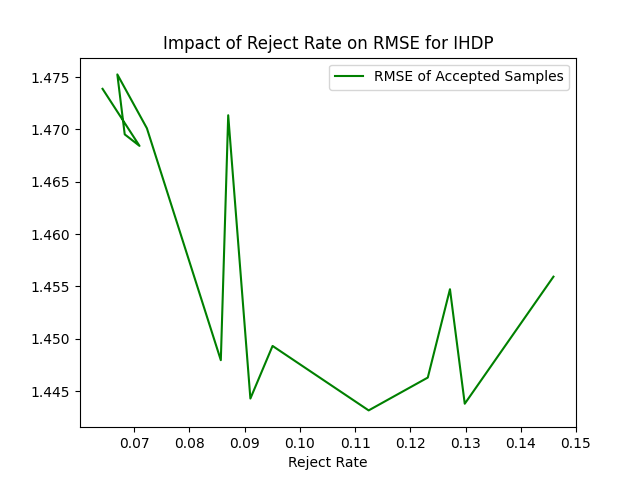 Impact of Reject Rate on RMSE for IHDP
RMSE of Accepted Samples
1.475
1.470
1.465
1.460
1.455
1.450
1.445
0.07 0.08 0.09 0.10 0.11 0.12 0.13 0.14 0.15
Reject Rate